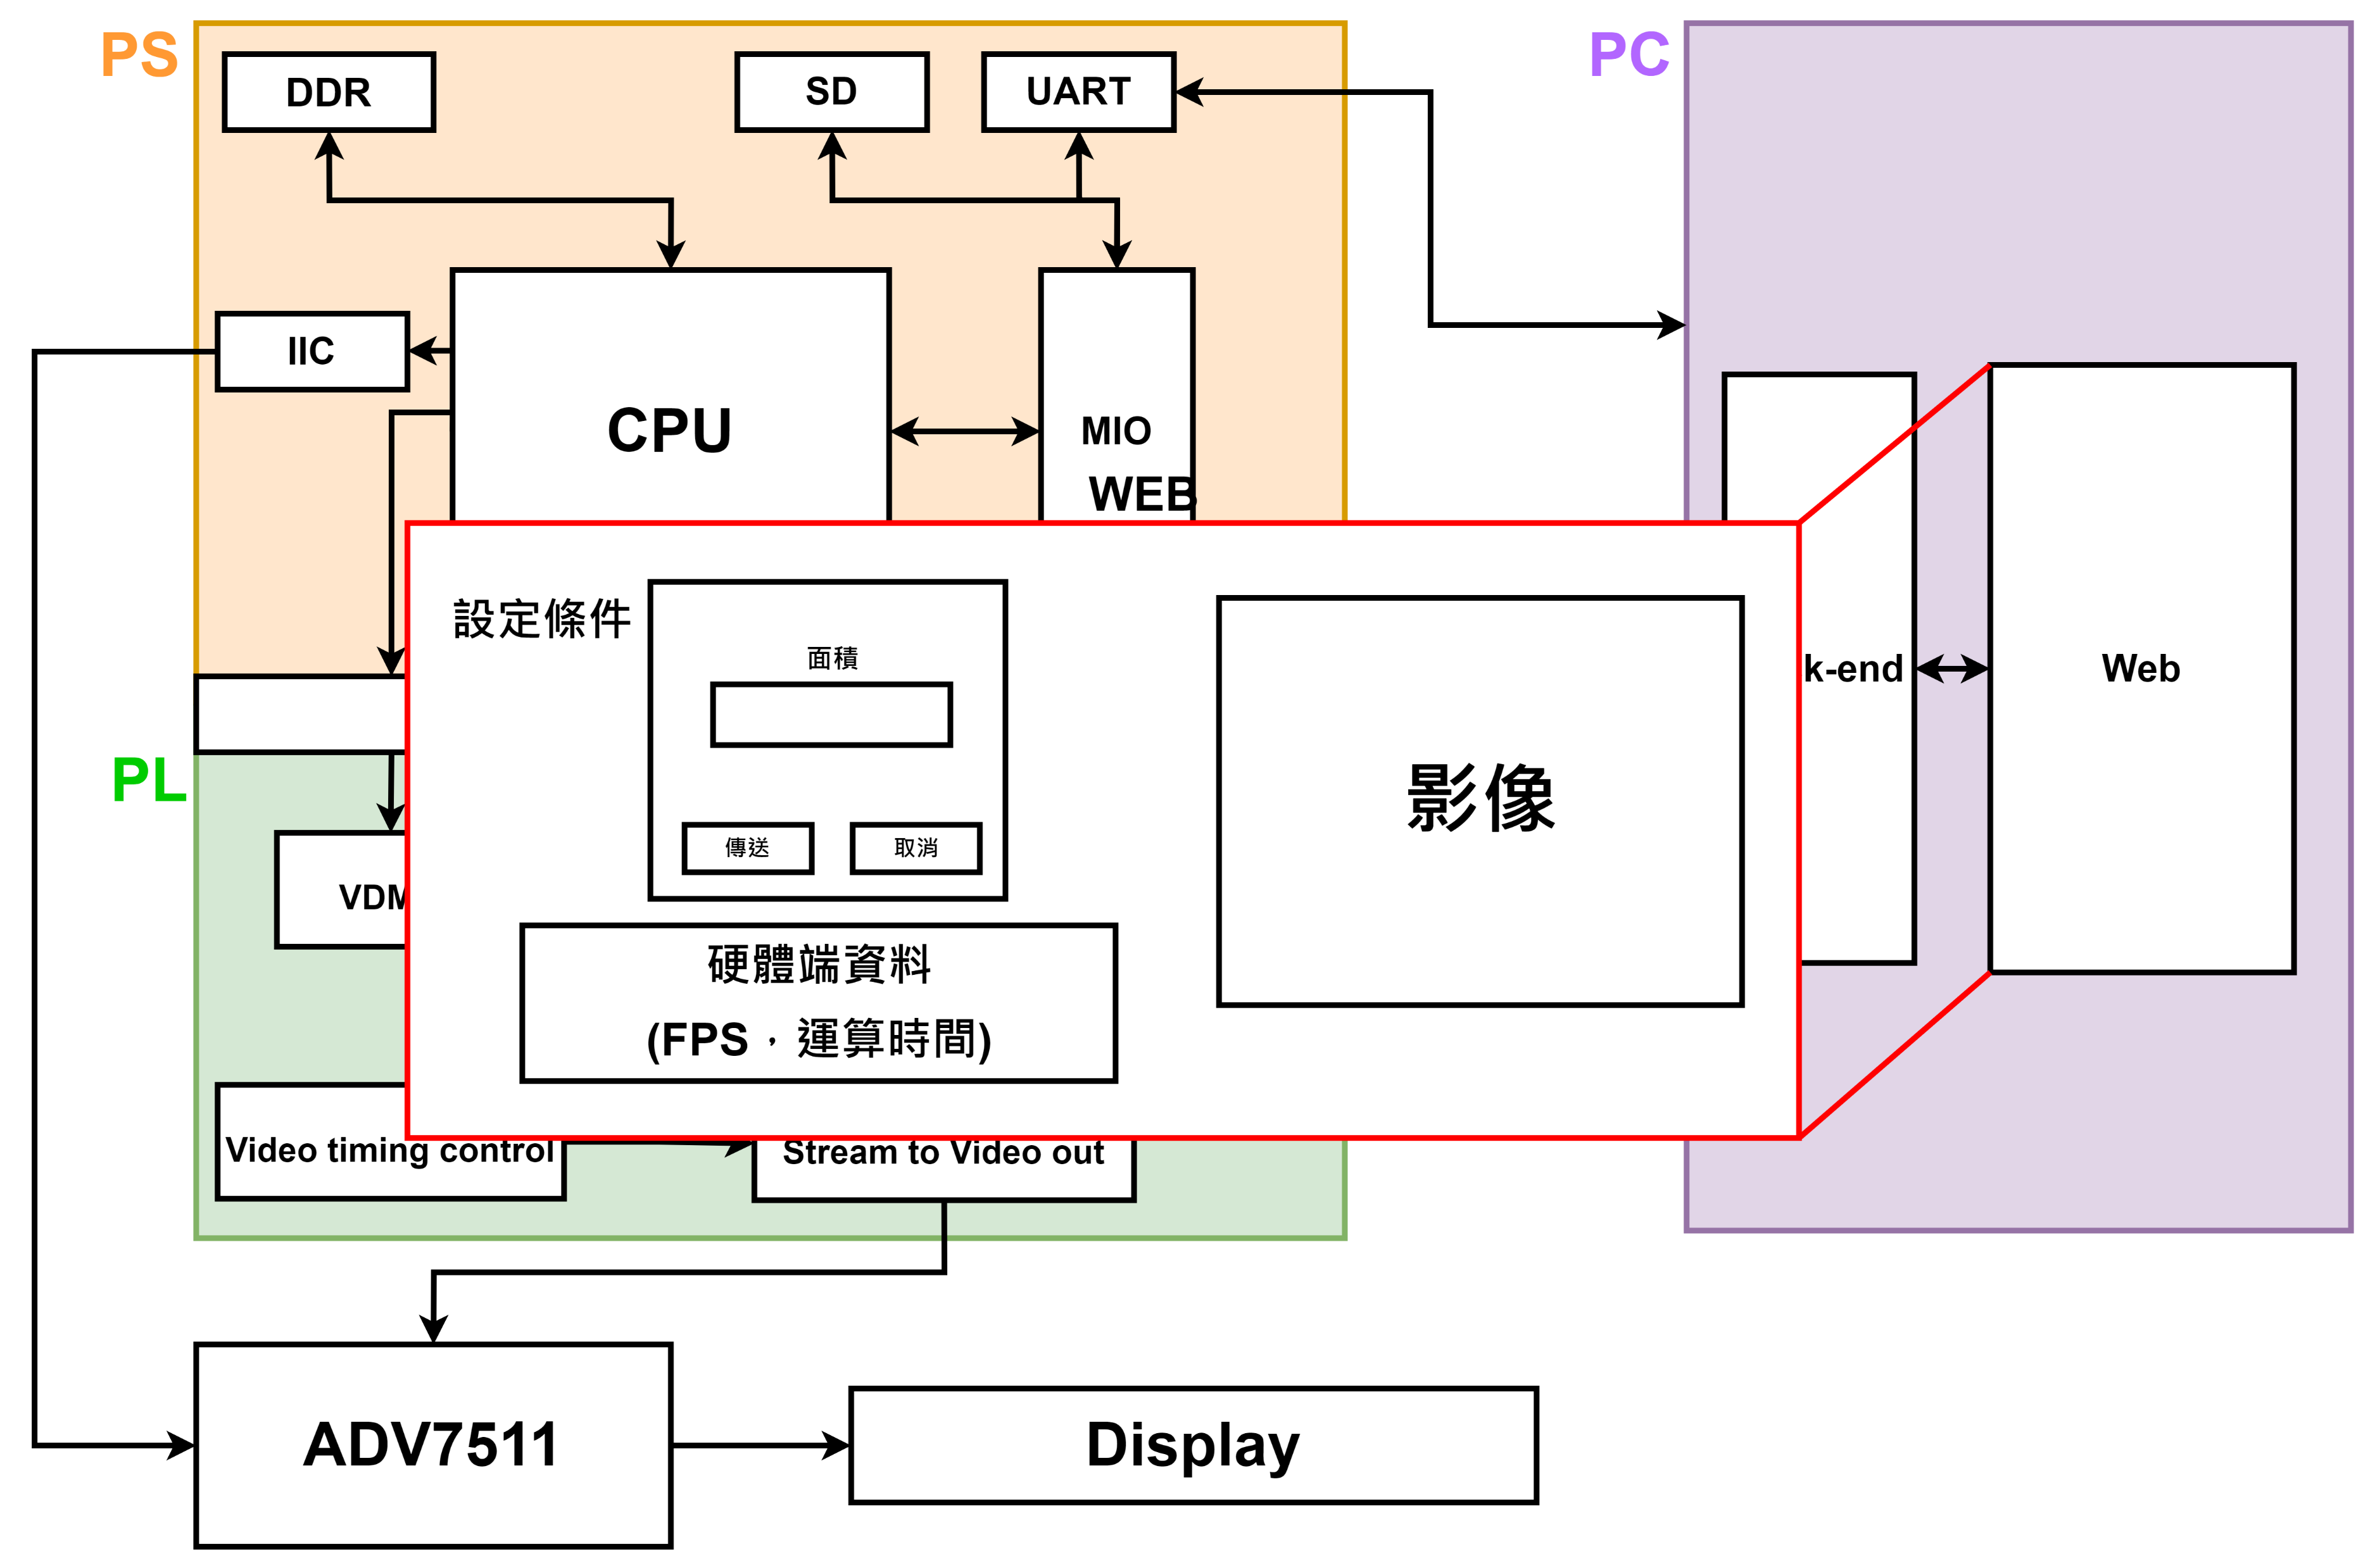 PS
PC
DDR
SD
UART
IIC
CPU
MIO
WEB
設定條件
面積
傳送
取消
影像
硬體端資料
(FPS，運算時間)
k-end
Web
PL
VDM
Video timing control
Stream to Video out
ADV7511
Display